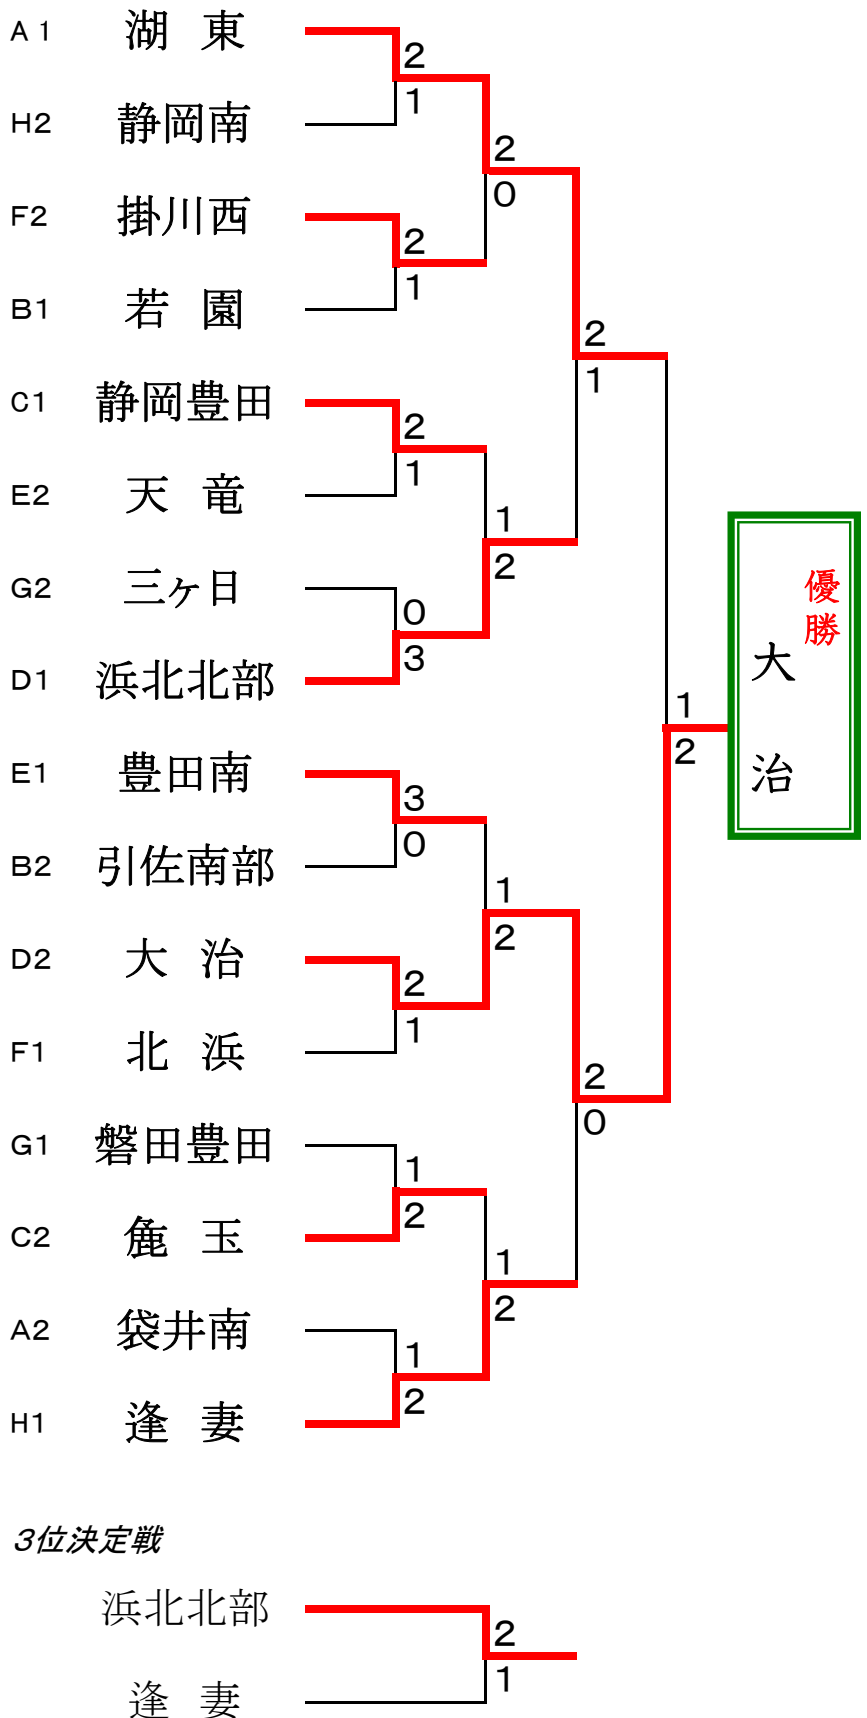 A1 湖東
2
1
H2 静岡南
2
0
F2 掛川西
2
1
B1 若園
2
1
C1 静岡豊田
2
1
E2 天竜
1
2
G2 三ヶ日
0
3
D1 浜北北部
1
2
E1 豊田南
3
0
B2 引佐南部
1
2
D2 大治
2
1
F1 北浜
2
0
G1 磐田豊田
1
2
C2 麁玉
1
2
A2 袋井南
1
2
H1 逢妻
優勝
大治
3位決定戦
浜北北部
2
1
逢妻